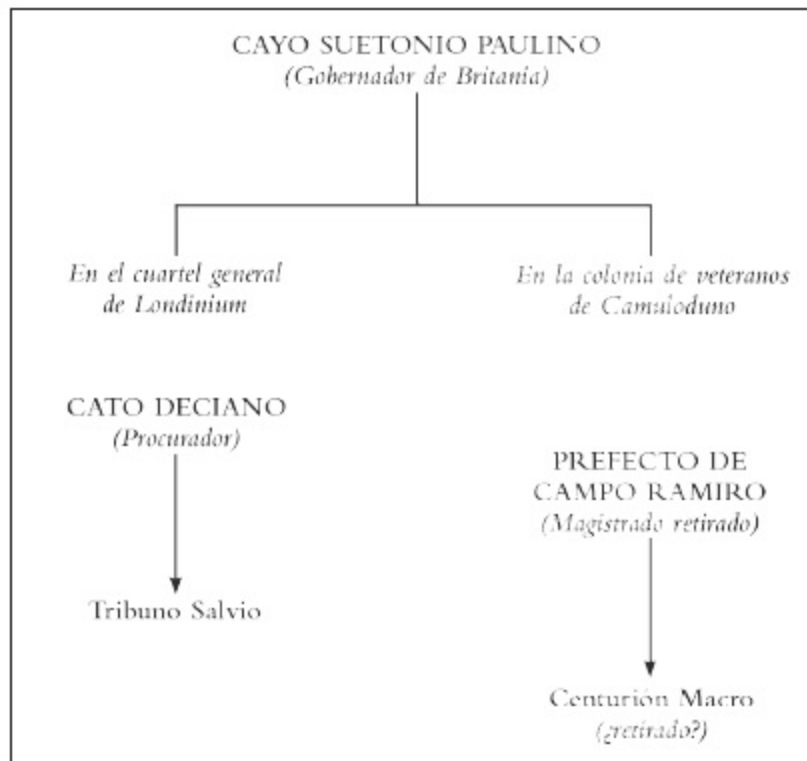 CAYO SUETONIO PAULINO
(Gobernador de Britania)
En el cuartel general
de Londinium
En la colonia de veteranos
de Camuloduno
CATO DECIANO
(Procurador)
Tribuno Salvio
PREFECTO DE
CAMPO RAMIRO
(Magistrado retirado)
Centurión Macro
(¿retirado?)